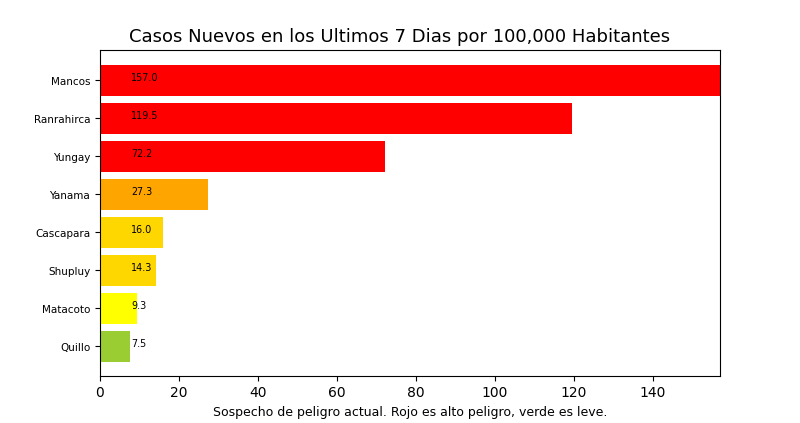 Casos Nuevos en los Ultimos 7 Dias por 100,000 Habitantes
Mancos 157.0
Ranrahirca 119.5
Yungay 72.2
Yanama 27.3
Cascapara 16.0
Shupluy 14.3
Matacoto 9.3
Quillo 7.5
0 20 40 60 80 100 120 140
Sospecho de peligro actual. Rojo es alto peligro, verde es leve.